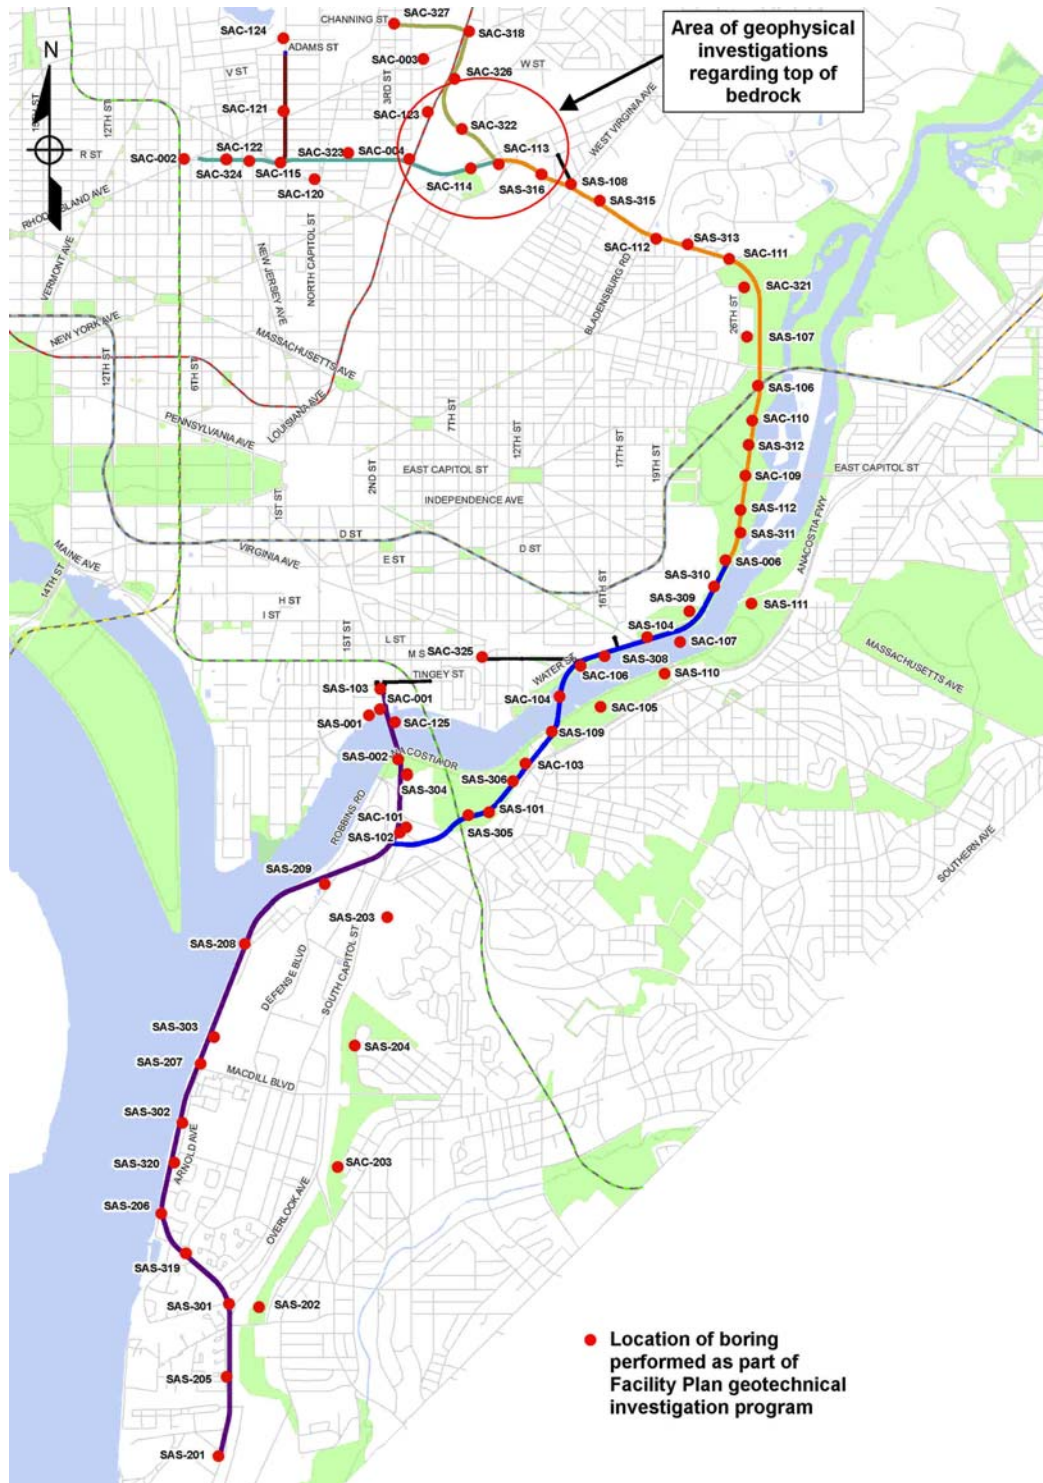 CHANNING ST
SAC-327
SAC-318
Area of geophysical
investigations
regarding top of
bedrock
SAC-124
ADAMS ST
N
SAC-003
W ST
V ST
SAC-326
3RD ST
12TH ST
SAC-121
SAC-123
WEST VIRGINIA AVE
SAC-322
R ST
SAC-002
SAC-122
SAC-323
SAC-004
SAC-113
SAC-324
SAC-115
SAC-114
SAS-316
SAS-108
SAC-120
SAS-315
SAS-313
SAC-112
SAC-111
VERMONT AVE
NEW JERSEY AVE
NORTH CAPITOL ST
BLADENSBURG RD
SAC-321
26TH ST
NEW YORK AVE
MASSACHUSETTS AVE
SAS-107
12TH ST
6TH ST
SAS-106
LOUISIANA AVE
PENNSYLVANIA AVE
7TH ST
12TH ST
17TH ST
19TH ST
SAC-110
SAS-312
EAST CAPITOL ST
2ND ST
EAST CAPITOL ST
SAC-109
INDEPENDENCE AVE
1ST ST
SAS-112
ANACOSTIA FWY
D ST
SAS-311
D ST
VIRGINIA AVE
E ST
MAINE AVE
SAS-006
14TH ST
SAS-310
16TH ST
H ST
I ST
SAS-309
SAS-111
1ST ST
L ST
SAS-104
SAC-107
M S
SAC-325
MASSACHUSETTS AVE
WATER ST
SAS-308
SAC-106
SAS-110
TINGEY ST
SAS-103
SAC-001
SAC-104
SAC-105
SAS-001
SAC-125
SAS-109
SAS-002
NACOSTIA DR
SAC-103
SAS-306
SAS-304
ROBBINS RD
SAC-101
SAS-101
SAS-102
SAS-305
SOUTHERN AVE
SAS-209
SAS-203
SAS-208
DEFENSE BLVD
SOUTH CAPITOL ST
SAS-303
SAS-204
SAS-207
MACDILL BLVD
SAS-302
ARNOLD AVE
SAS-320
SAC-203
SAS-206
OVERLOOK AVE
SAS-319
SAS-301
SAS-202
Location of boring
performed as part of
Facility Plan geotechnical
investigation program
SAS-205
SAS-201